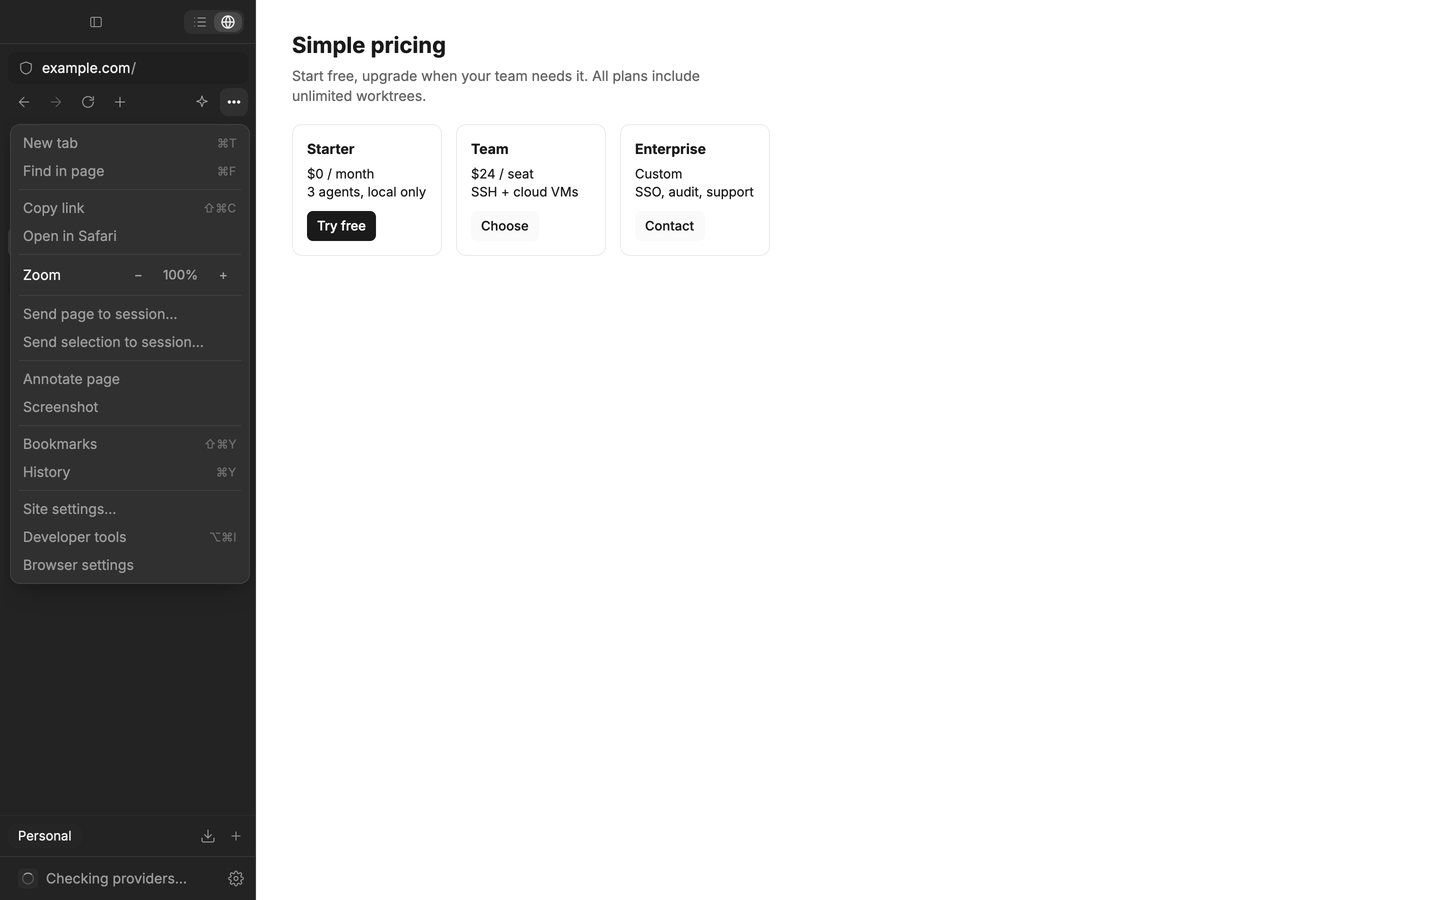 example.com/
New tab ⌘T
Find in page ⌘F
Copy link ⇧⌘C
Open in Safari
Zoom − 100% +
Send page to session...
Send selection to session...
Annotate page
Screenshot
Bookmarks ⇧⌘Y
History ⌘Y
Site settings...
Developer tools ⌥⌘I
Browser settings
Personal
Checking providers...
Simple pricing
Start free, upgrade when your team needs it. All plans include
unlimited worktrees.
Starter
$0 / month
3 agents, local only
Try free
Team
$24 / seat
SSH + cloud VMs
Choose
Enterprise
Custom
SSO, audit, support
Contact